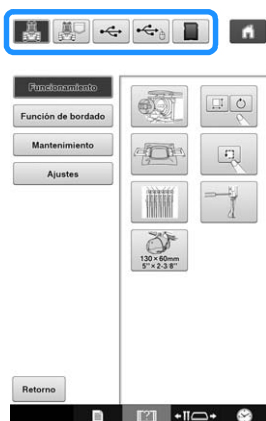 Funcionamiento
Función de bordado
Mantenimiento
Ajustes
130×60mm
5"×2-3/8"
Retorno